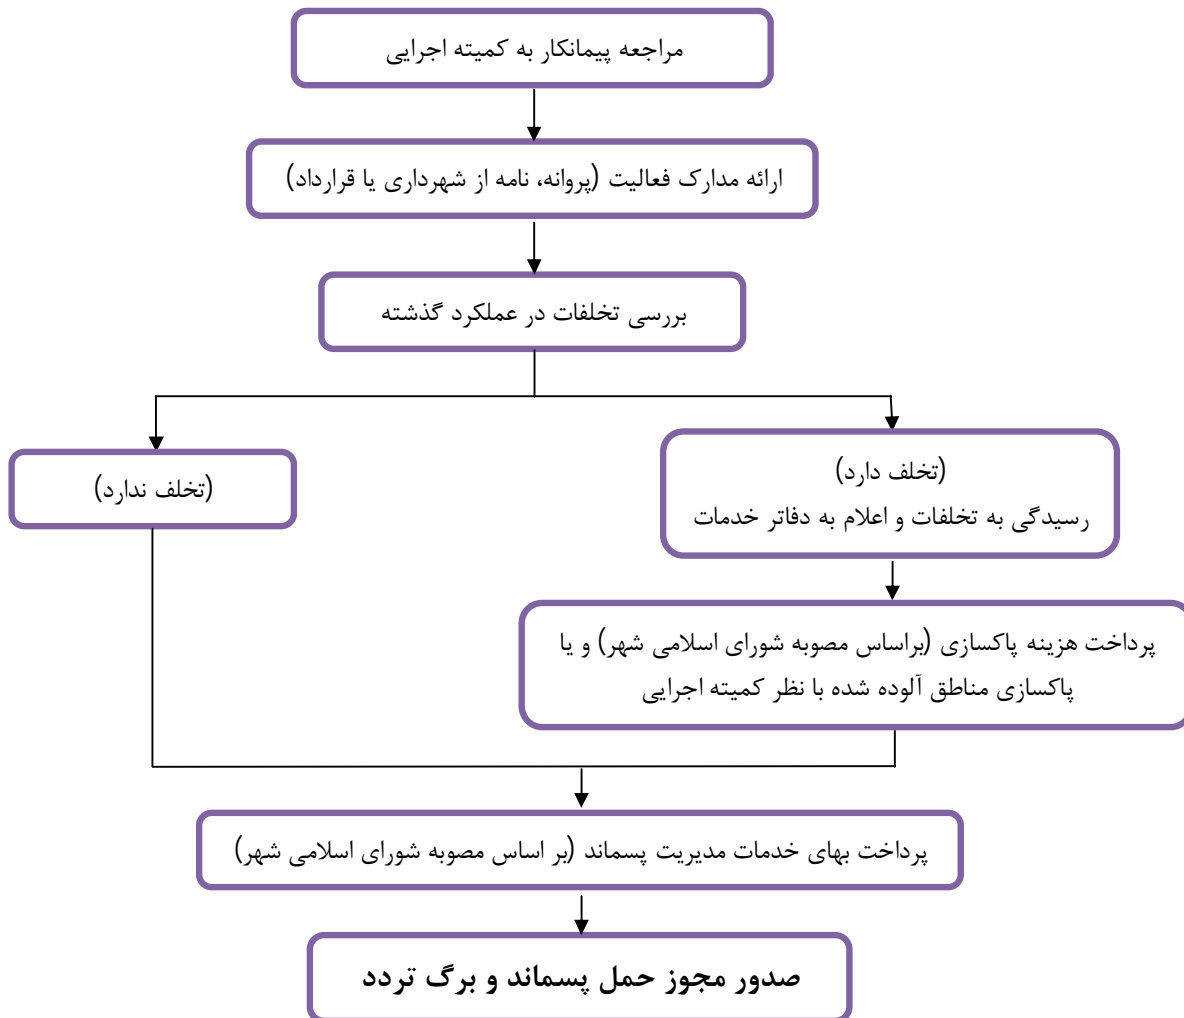 مراجعه پیمانکار به کمیته اجرایی
ارائه مدارک فعالیت (پروانه، نامه از شهرداری یا قرارداد)
بررسی تخلفات در عملکرد گذشته
(تخلف دارد)
رسیدگی به تخلفات و اعلام به دفاتر خدمات
(تخلف ندارد)
پرداخت هزینه پاکسازی (براساس مصوبه شورای اسلامی شهر) و یا
پاکسازی مناطق آلوده شده با نظر کمیته اجرایی
پرداخت بهای خدمات مدیریت پسماند (بر اساس مصوبه شورای اسلامی شهر)
صدور مجوز حمل پسماند و برگ تردد